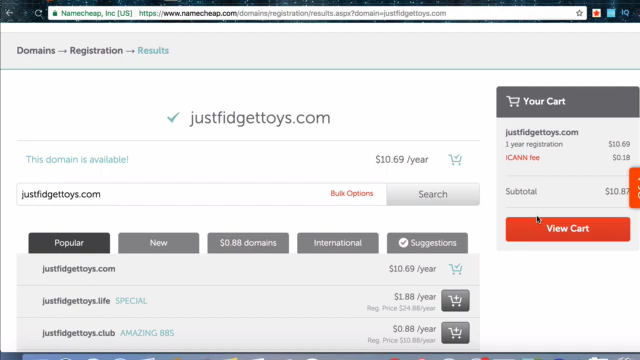 Namecheap, Inc [US]
https://www.namecheap.com/domains/registration/results.aspx?domain=justfidgettoys.com
Domains → Registration → Results
justfidgettoys.com
This domain is available!
$10.69 /year
justfidgettoys.com
Bulk Options
Search
Popular
New
$0.88 domains
International
Suggestions
justfidgettoys.com
$10.69 /year
justfidgettoys.life SPECIAL
$1.88 /year
Reg. Price $24.88/year
justfidgettoys.club AMAZING 88S
$0.88 /year
Reg. Price $10.88/year
Your Cart
justfidgettoys.com
1 year registration $10.69
ICANN fee $0.18
Subtotal $10.87
View Cart